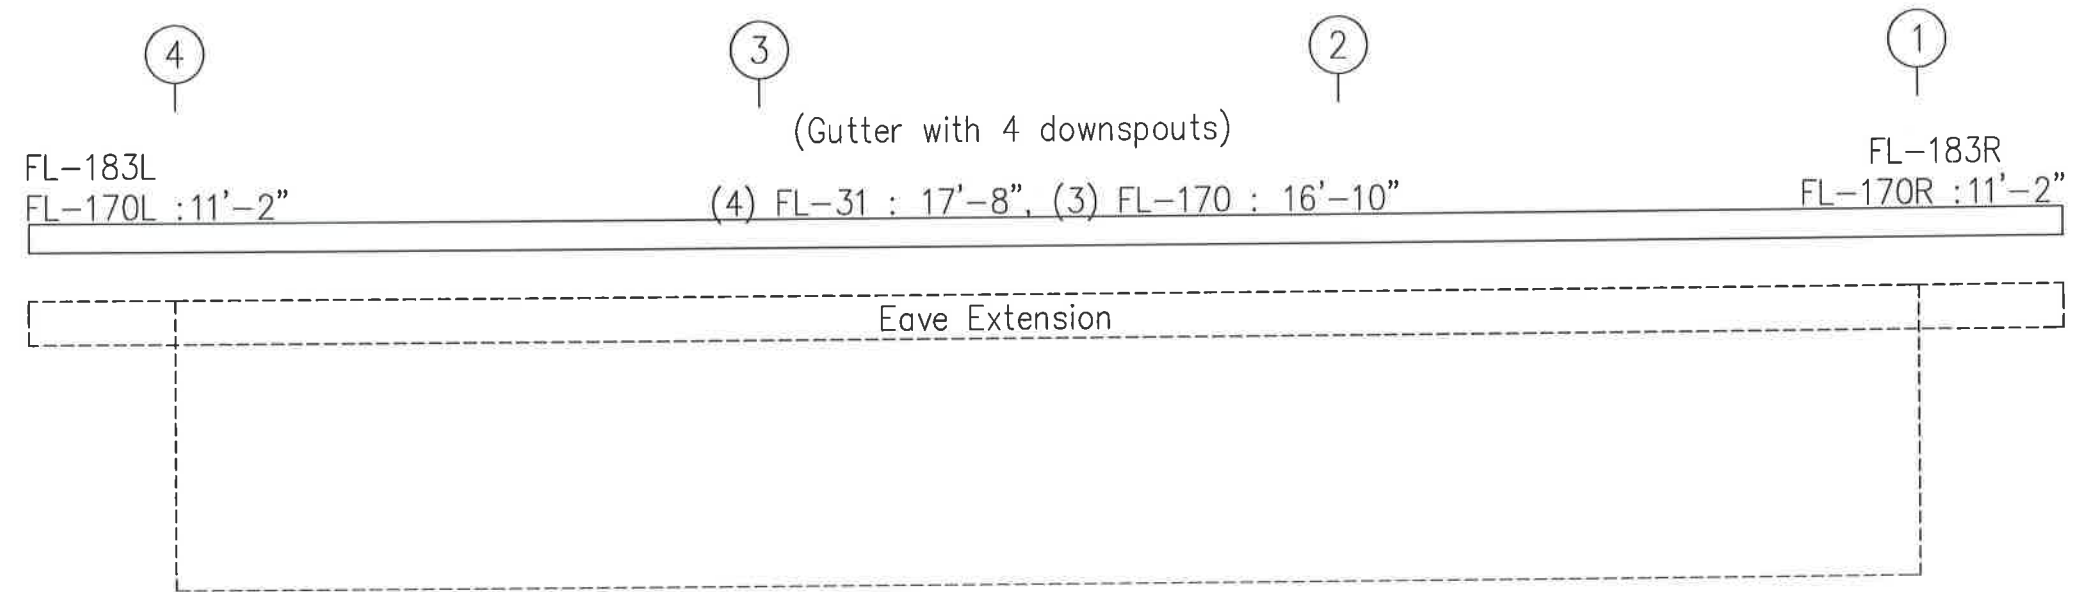 4
3
2
1
(Gutter with 4 downspouts)
FL-183L
FL-170L :11'-2"
(4) FL-31 : 17'-8", (3) FL-170 : 16'-10"
FL-183R
FL-170R :11'-2"
Eave Extension